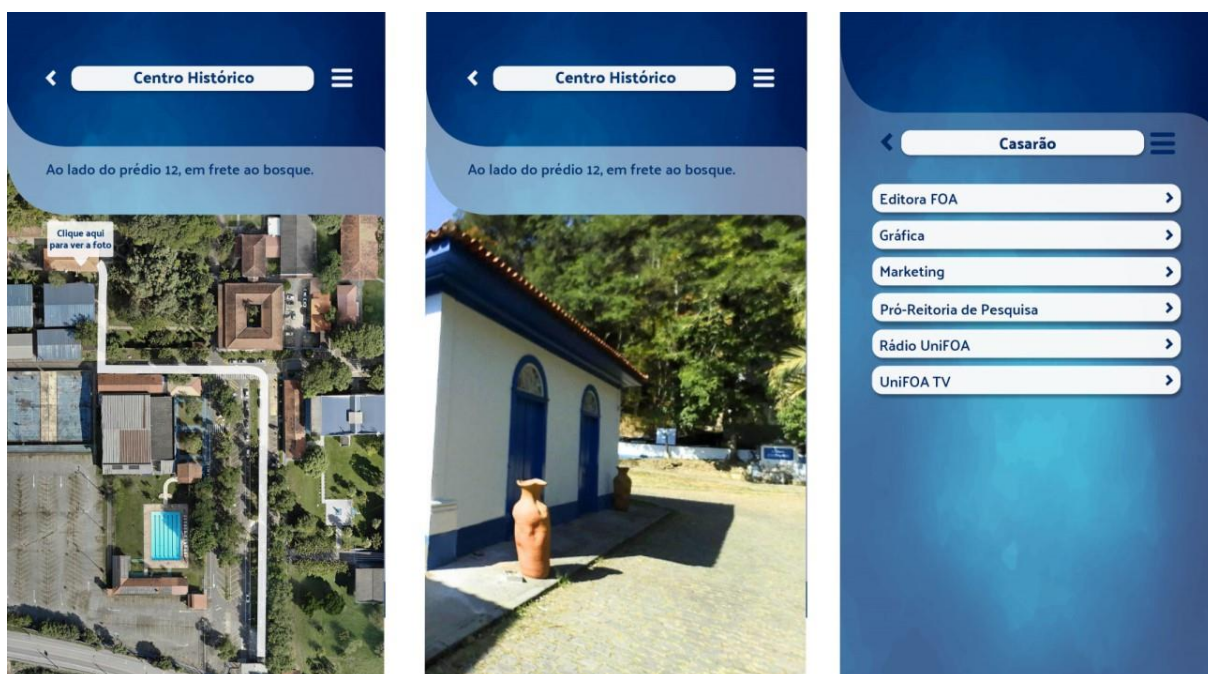 Centro Histórico
Ao lado do prédio 12, em frete ao bosque.
Clique aqui
para ver a foto
Centro Histórico
Ao lado do prédio 12, em frete ao bosque.
Casarão
Editora FOA
Gráfica
Marketing
Pró-Reitoria de Pesquisa
Rádio UniFOA
UniFOA TV